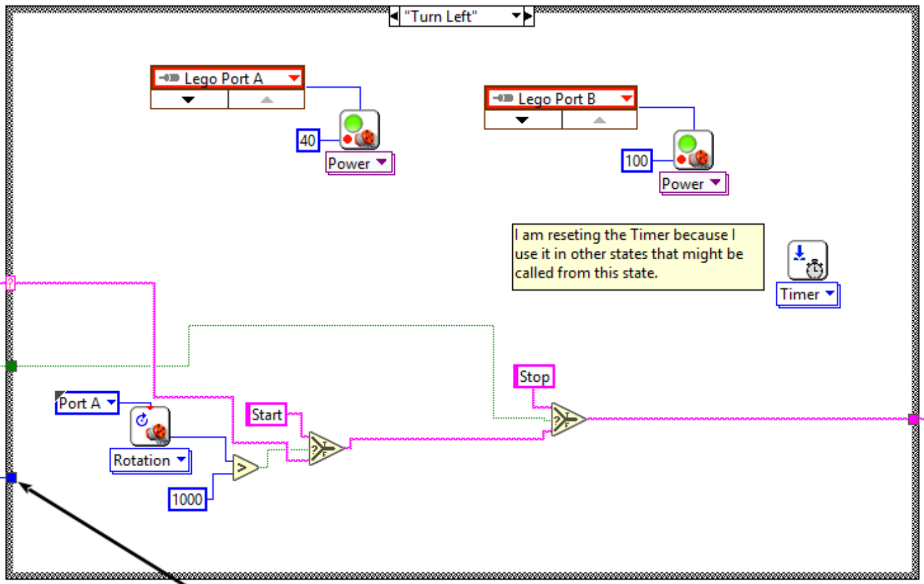 "Turn Left"
Lego Port A
Lego Port B
40
Power
100
Power
I am reseting the Timer because I
use it in other states that might be
called from this state.
Timer
?
Stop
Port A
Start
T
?
F
T
?
F
Rotation
>
1000